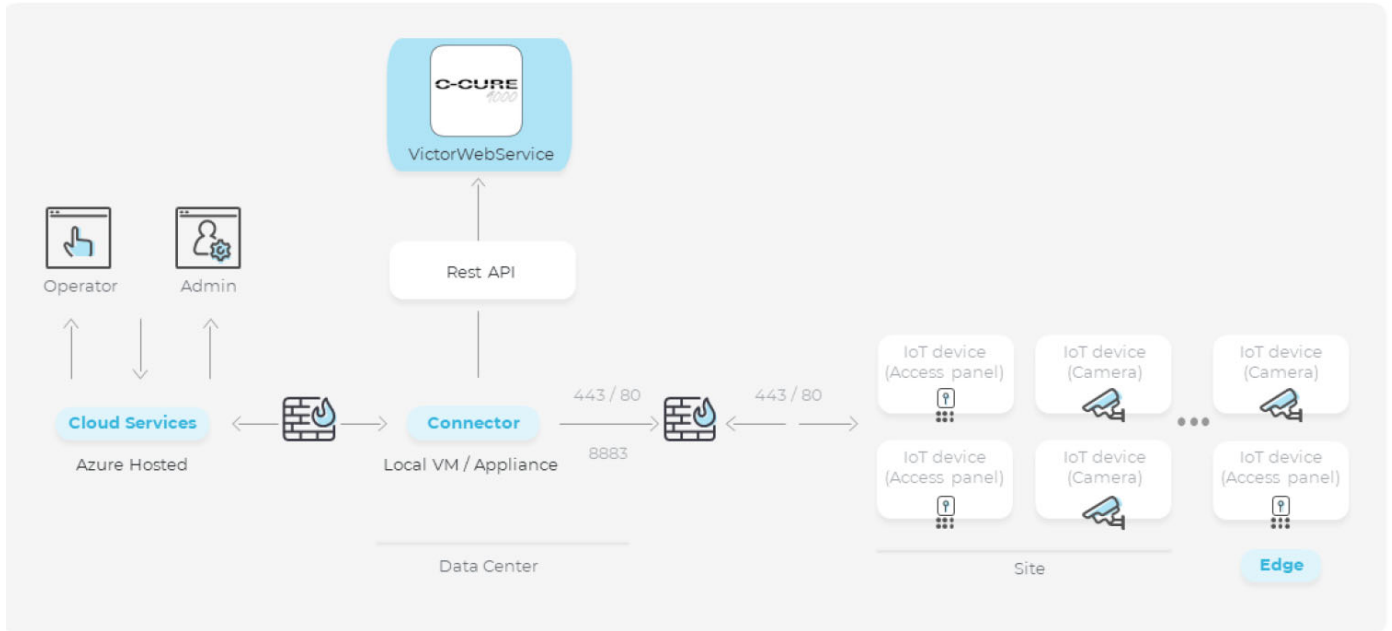 C-CURE
9000
VictorWebService
Rest API
Operator
Admin
443 / 80
443 / 80
8883
Cloud Services
Azure Hosted
Connector
Local VM / Appliance
Data Center
IoT device
(Access panel)
IoT device
(Camera)
IoT device
(Camera)
IoT device
(Access panel)
IoT device
(Camera)
IoT device
(Access panel)
Site
Edge